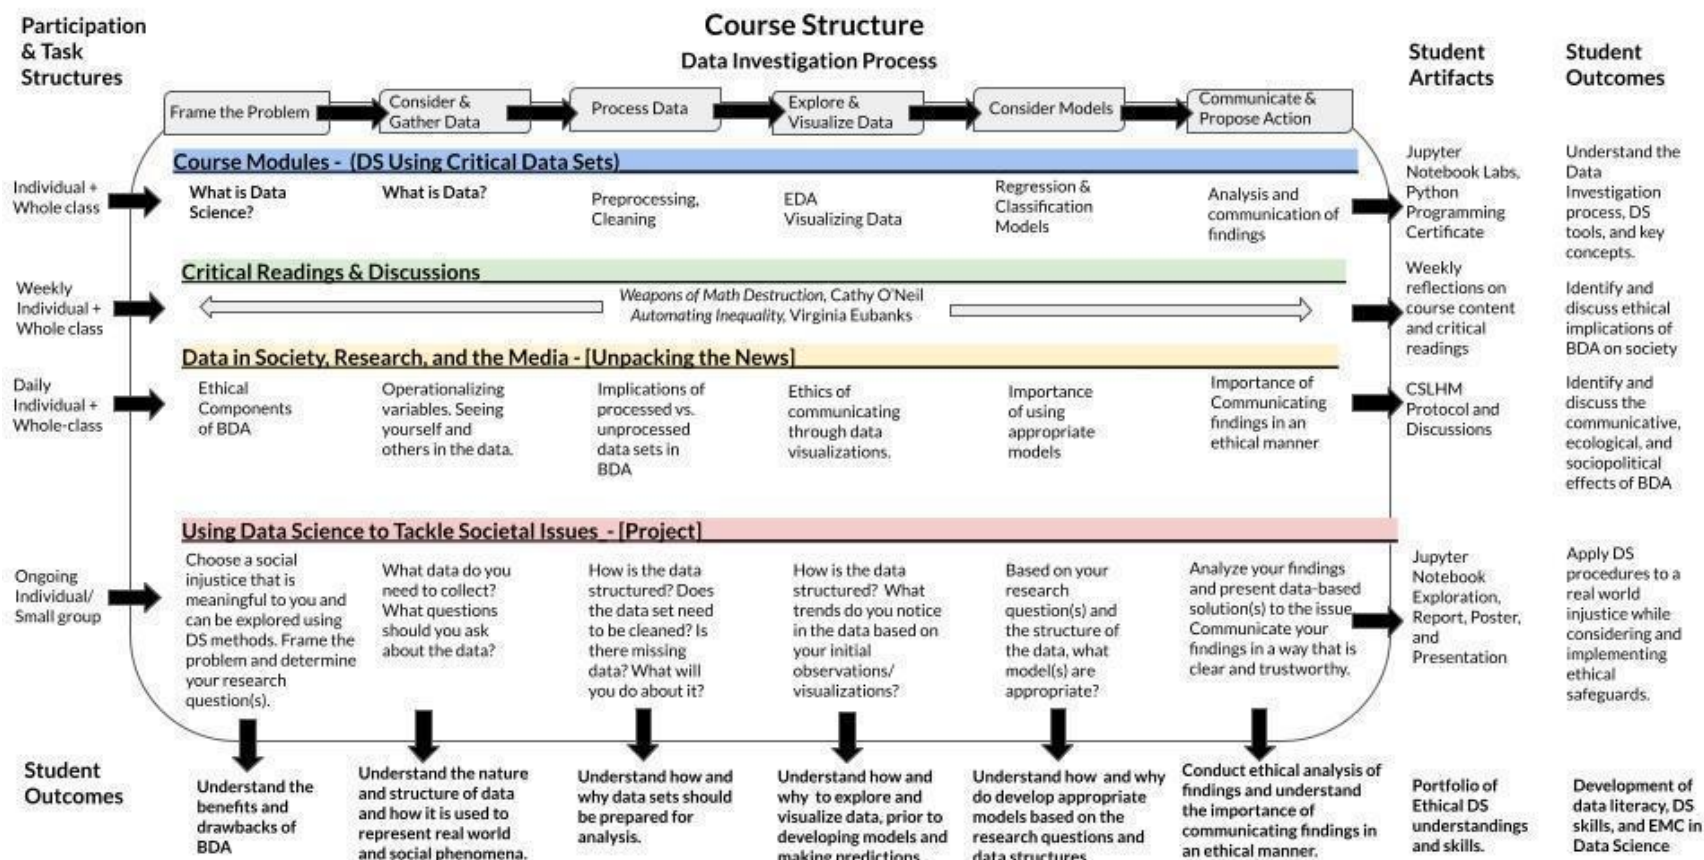 Course Structure
Data Investigation Process
Participation
& Task
Structures
Student
Artifacts
Student
Outcomes
Frame the Problem
Consider &
Gather Data
Process Data
Explore &
Visualize Data
Consider Models
Communicate &
Propose Action
Course Modules - (DS Using Critical Data Sets)
Individual +
Whole class
What is Data
Science?
What is Data?
Preprocessing,
Cleaning
EDA
Visualizing Data
Regression &
Classification
Models
Analysis and
communication of
findings
Jupyter
Notebook Labs,
Python
Programming
Certificate
Understand the
Data
Investigation
process, DS
tools, and key
concepts.
Critical Readings & Discussions
Weekly
Individual +
Whole class
Weapons of Math Destruction, Cathy O'Neil
Automating Inequality, Virginia Eubanks
Weekly
reflections on
course content
and critical
readings
Identify and
discuss ethical
implications of
BDA on society
Data in Society, Research, and the Media - [Unpacking the News]
Daily
Individual +
Whole-class
Ethical
Components
of BDA
Operationalizing
variables. Seeing
yourself and
others in the data.
Implications of
processed vs.
unprocessed
data sets in
BDA
Ethics of
communicating
through data
visualizations.
Importance
of using
appropriate
models
Importance of
Communicating
findings in an
ethical manner
CSLHM
Protocol and
Discussions
Identify and
discuss the
communicative,
ecological, and
sociopolitical
effects of BDA
Using Data Science to Tackle Societal Issues - [Project]
Ongoing
Individual/
Small group
Choose a social
injustice that is
meaningful to you and
can be explored using
DS methods. Frame the
problem and determine
your research
question(s).
What data do you
need to collect?
What questions
should you ask
about the data?
How is the data
structured? Does
the data set need
to be cleaned? Is
there missing
data? What will
you do about it?
How is the data
structured? What
trends do you notice
in the data based on
your initial
observations/
visualizations?
Based on your
research
question(s) and
the structure of
the data, what
model(s) are
appropriate?
Analyze your findings
and present data-based
solution(s) to the issue
Communicate your
findings in a way that is
clear and trustworthy.
Jupyter
Notebook
Exploration,
Report, Poster,
and
Presentation
Apply DS
procedures to a
real world
injustice while
considering and
implementing
ethical
safeguards.
Student
Outcomes
Understand the
benefits and
drawbacks of
BDA
Understand the nature
and structure of data
and how it is used to
represent real world
and social phenomena.
Understand how and
why data sets should
be prepared for
analysis.
Understand how and
why to explore and
visualize data, prior to
developing models and
making predictions
Understand how and why
do develop appropriate
models based on the
research questions and
data structures
Conduct ethical analysis of
findings and understand
the importance of
communicating findings in
an ethical manner.
Portfolio of
Ethical DS
understandings
and skills.
Development of
data literacy, DS
skills, and EMC in
Data Science